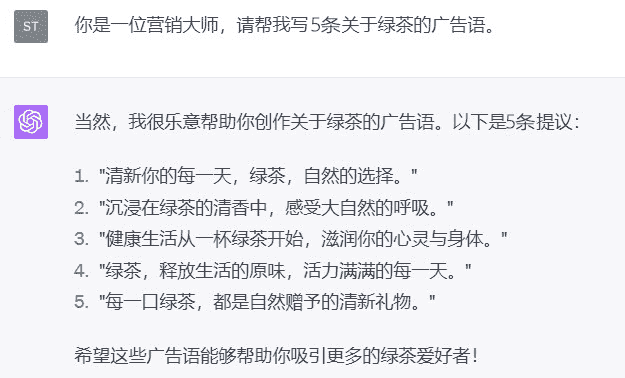 ST
你是一位营销大师，请帮我写5条关于绿茶的广告语。
当然，我很乐意帮助你创作关于绿茶的广告语。以下是5条提议：
1. "清新你的每一天，绿茶，自然的选择。"
2. "沉浸在绿茶的清香中，感受大自然的呼吸。"
3. "健康生活从一杯绿茶开始，滋润你的心灵与身体。"
4. "绿茶，释放生活的原味，活力满满的每一天。"
5. "每一口绿茶，都是自然赠予的清新礼物。"
希望这些广告语能够帮助你吸引更多的绿茶爱好者！